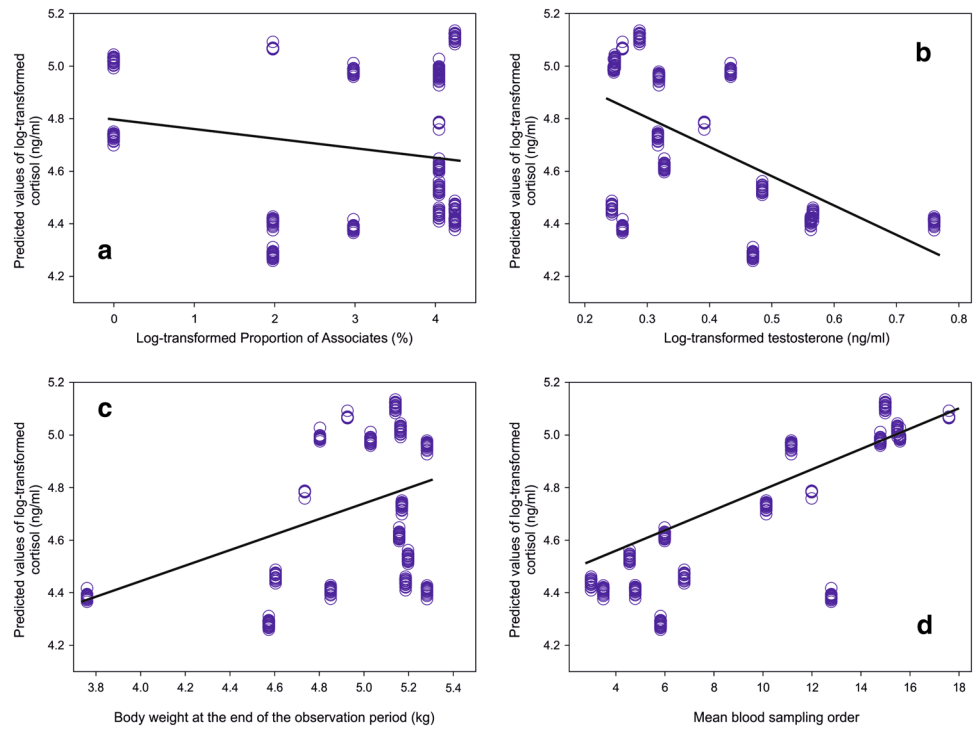 5.2
5.0
4.8
4.6
4.4
4.2
Predicted values of log-transformed
cortisol (ng/ml)
a
0 1 2 3 4
Log-transformed Proportion of Associates (%)
5.2
5.0
4.8
4.6
4.4
4.2
Predicted values of log-transformed
cortisol (ng/ml)
b
0.2 0.3 0.4 0.5 0.6 0.7 0.8
Log-transformed testosterone (ng/ml)
5.2
5.0
4.8
4.6
4.4
4.2
Predicted values of log-transformed
cortisol (ng/ml)
c
3.8 4.0 4.2 4.4 4.6 4.8 5.0 5.2 5.4
Body weight at the end of the observation period (kg)
5.2
5.0
4.8
4.6
4.4
4.2
Predicted values of log-transformed
cortisol (ng/ml)
d
4 6 8 10 12 14 16 18
Mean blood sampling order